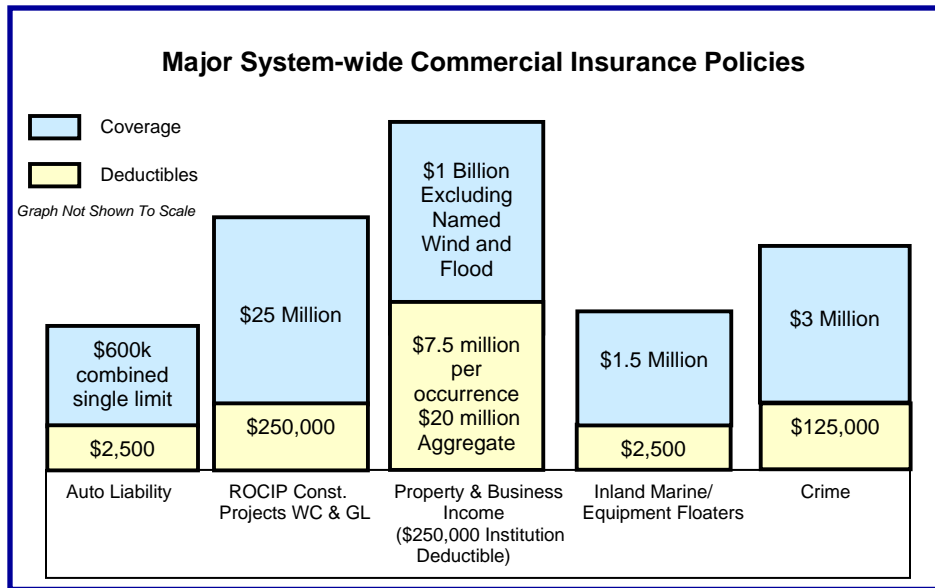 Major System-wide Commercial Insurance Policies
Coverage
Deductibles
Graph Not Shown To Scale
$600k
combined
single limit
$2,500
Auto Liability
$25 Million
$250,000
ROCIP Const.
Projects WC & GL
$1 Billion
Excluding
Named
Wind and
Flood
$7.5 million
per
occurrence
$20 million
Aggregate
Property & Business
Income
($250,000 Institution
Deductible)
$1.5 Million
$2,500
Inland Marine/
Equipment Floaters
$3 Million
$125,000
Crime